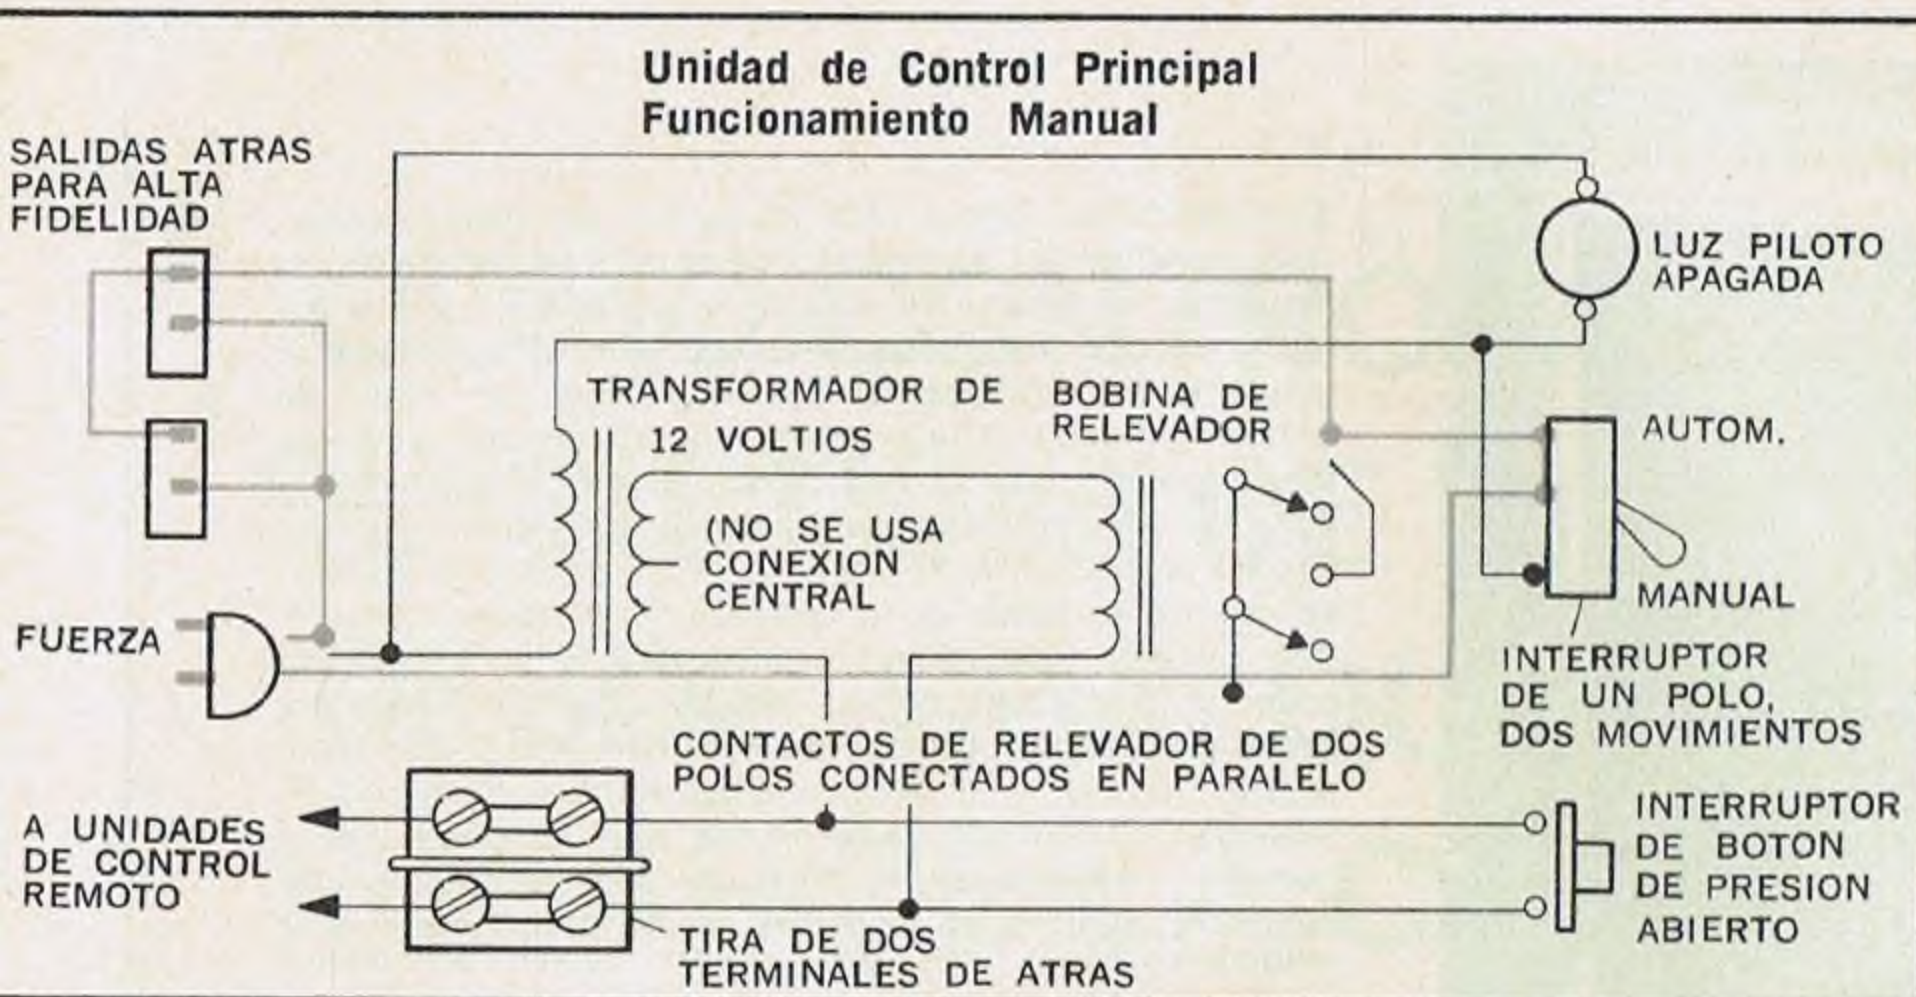 Unidad de Control Principal
Funcionamiento Manual
SALIDAS ATRAS
PARA ALTA
FIDELIDAD
LUZ PILOTO
APAGADA
TRANSFORMADOR DE
12 VOLTIOS
BOBINA DE
RELEVADOR
AUTOM.
(NO SE USA
CONEXION
CENTRAL
MANUAL
FUERZA
INTERRUPTOR
DE UN POLO,
DOS MOVIMIENTOS
CONTACTOS DE RELEVADOR DE DOS
POLOS CONECTADOS EN PARALELO
A UNIDADES
DE CONTROL
REMOTO
INTERRUPTOR
DE BOTON
DE PRESION
ABIERTO
TIRA DE DOS
TERMINALES DE ATRAS